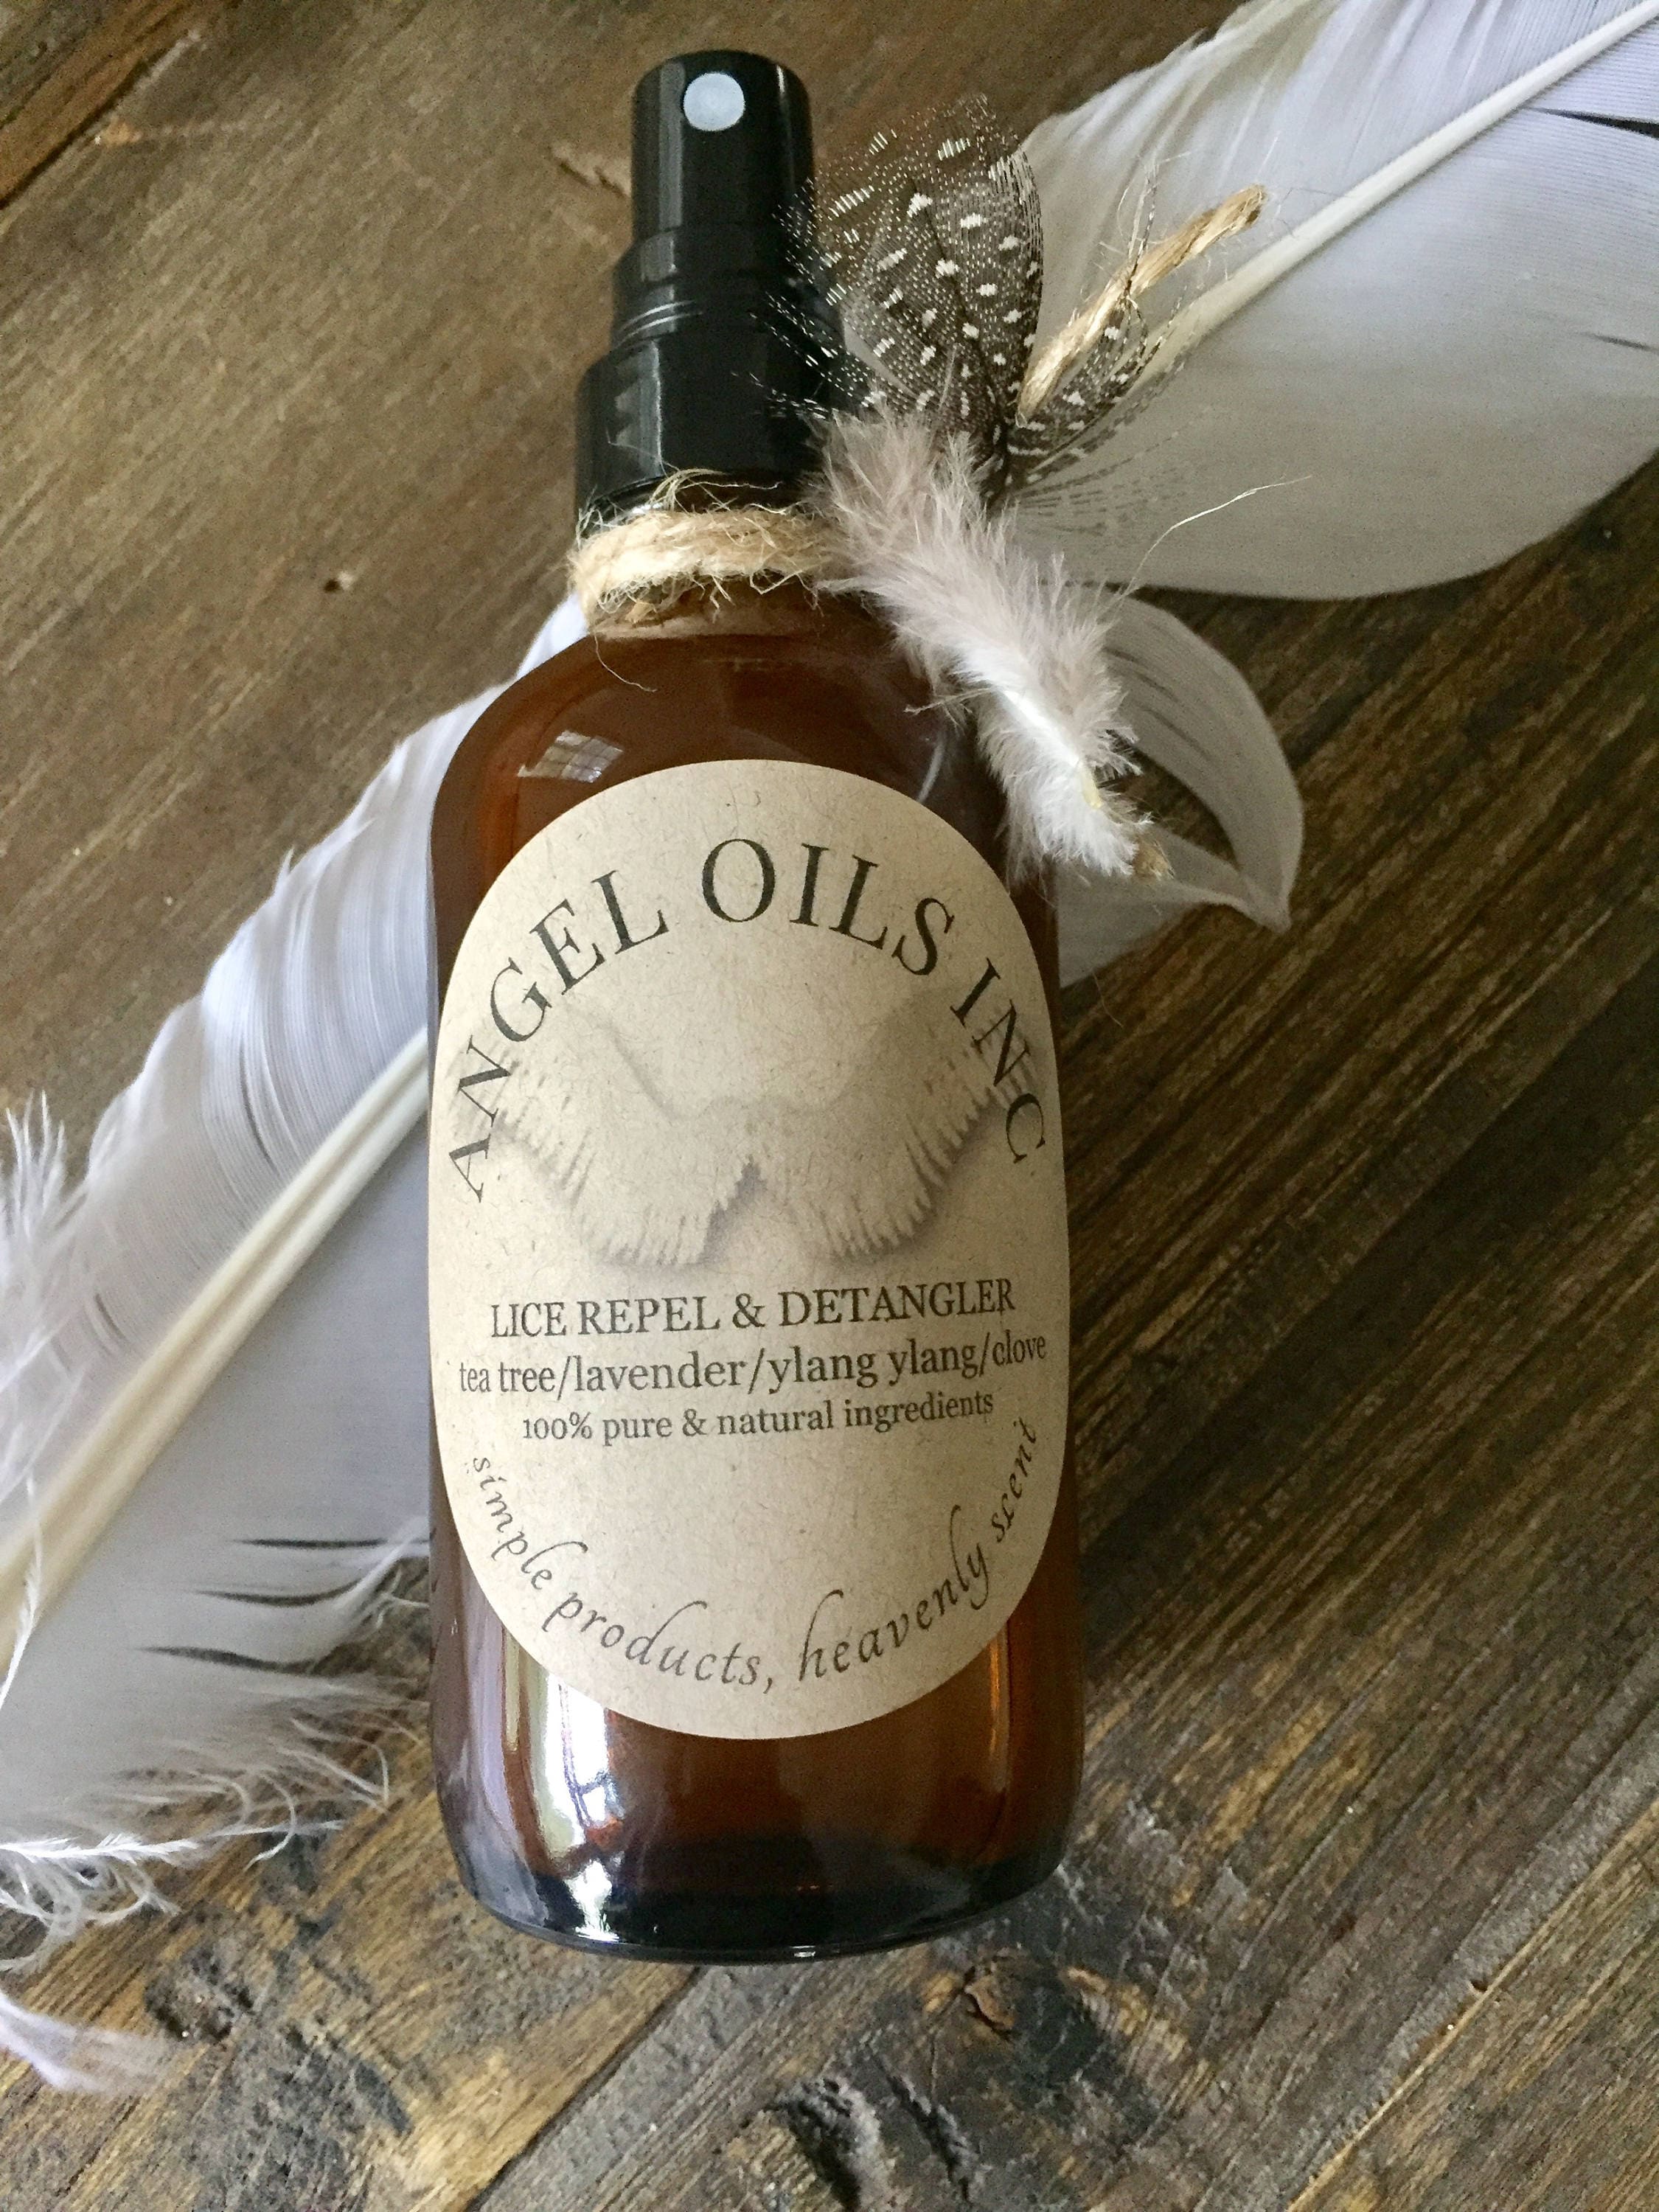 ANGEL OILS INC
LICE REPEL & DETANGLER
tea tree/lavender/ylang ylang/clove
100% pure & natural ingredients
simple products, heavenly scent